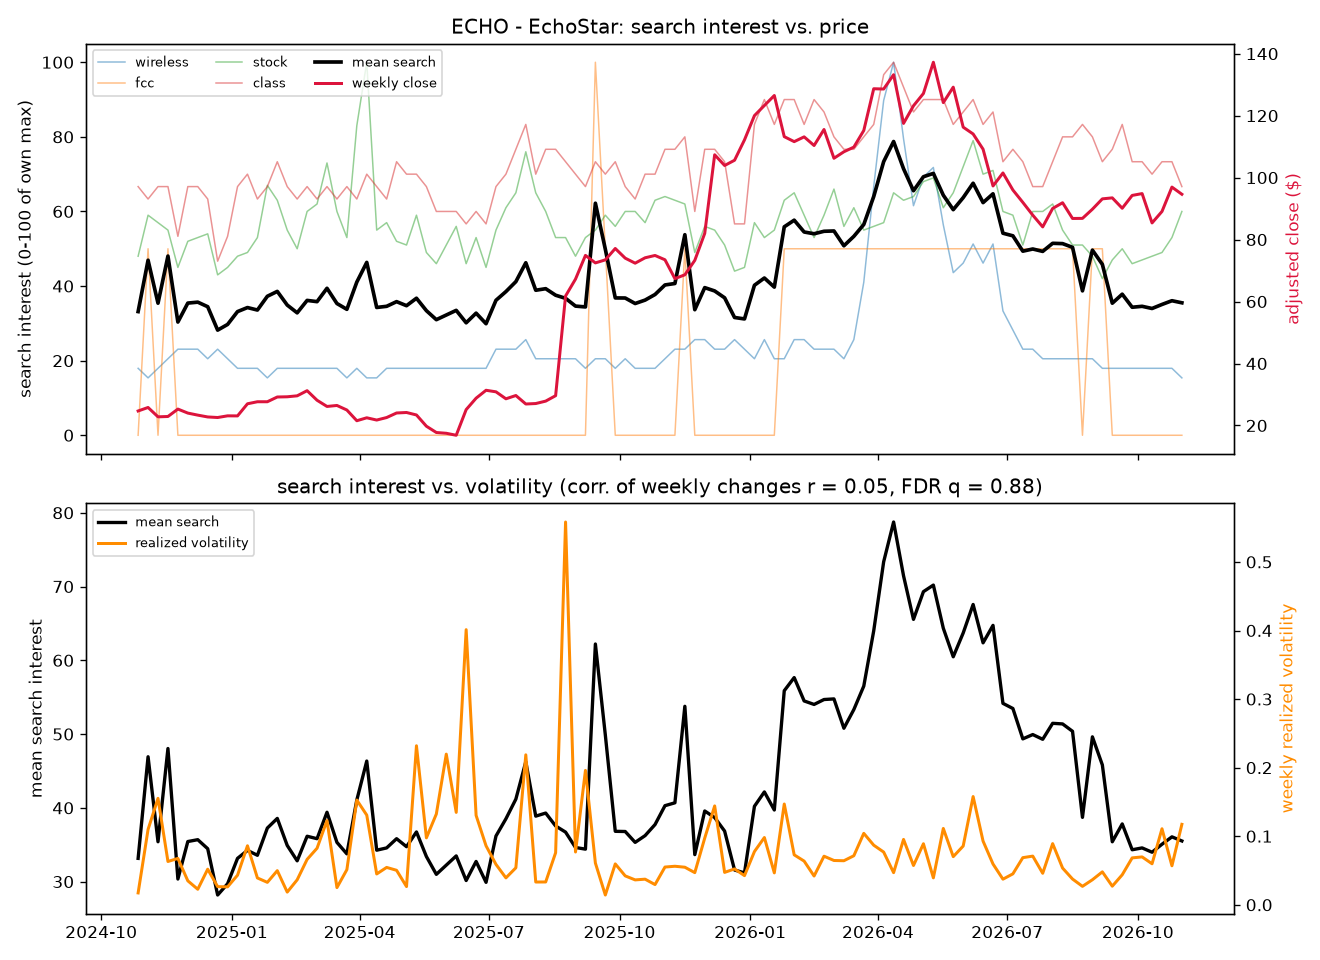 ECHO - EchoStar: search interest vs. price
wireless
fcc
stock
class
mean search
weekly close
search interest (0-100 of own max)
100
80
60
40
20
0
adjusted close ($)
140
120
100
80
60
40
20
search interest vs. volatility (corr. of weekly changes r = 0.05, FDR q = 0.88)
mean search
realized volatility
mean search interest
80
70
60
50
40
30
weekly realized volatility
0.5
0.4
0.3
0.2
0.1
0.0
2024-10 2025-01 2025-04 2025-07 2025-10 2026-01 2026-04 2026-07 2026-10